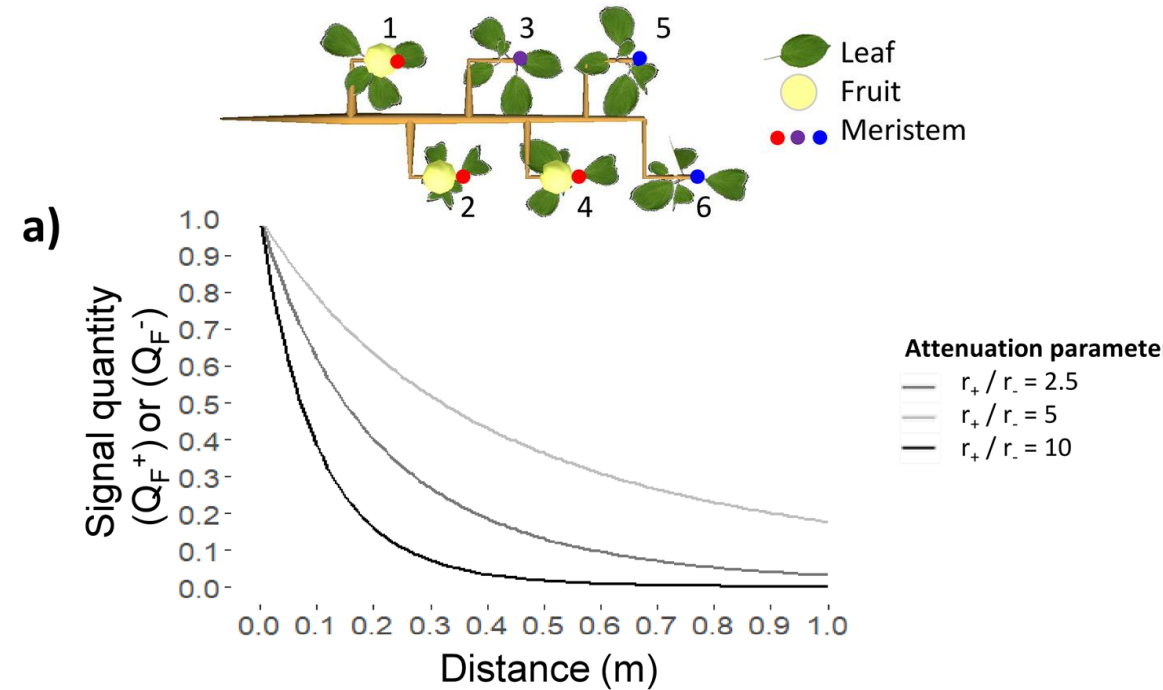 1
3
5
Leaf
Fruit
Meristem
2
4
6
a)
1.0
0.9
0.8
0.7
0.6
0.5
0.4
0.3
0.2
0.1
0.0
Signal quantity
(QF+) or (QF-)
0.0 0.1 0.2 0.3 0.4 0.5 0.6 0.7 0.8 0.9 1.0
Distance (m)
Attenuation paramete
r+ / r- = 2.5
r+ / r- = 5
r+ / r- = 10